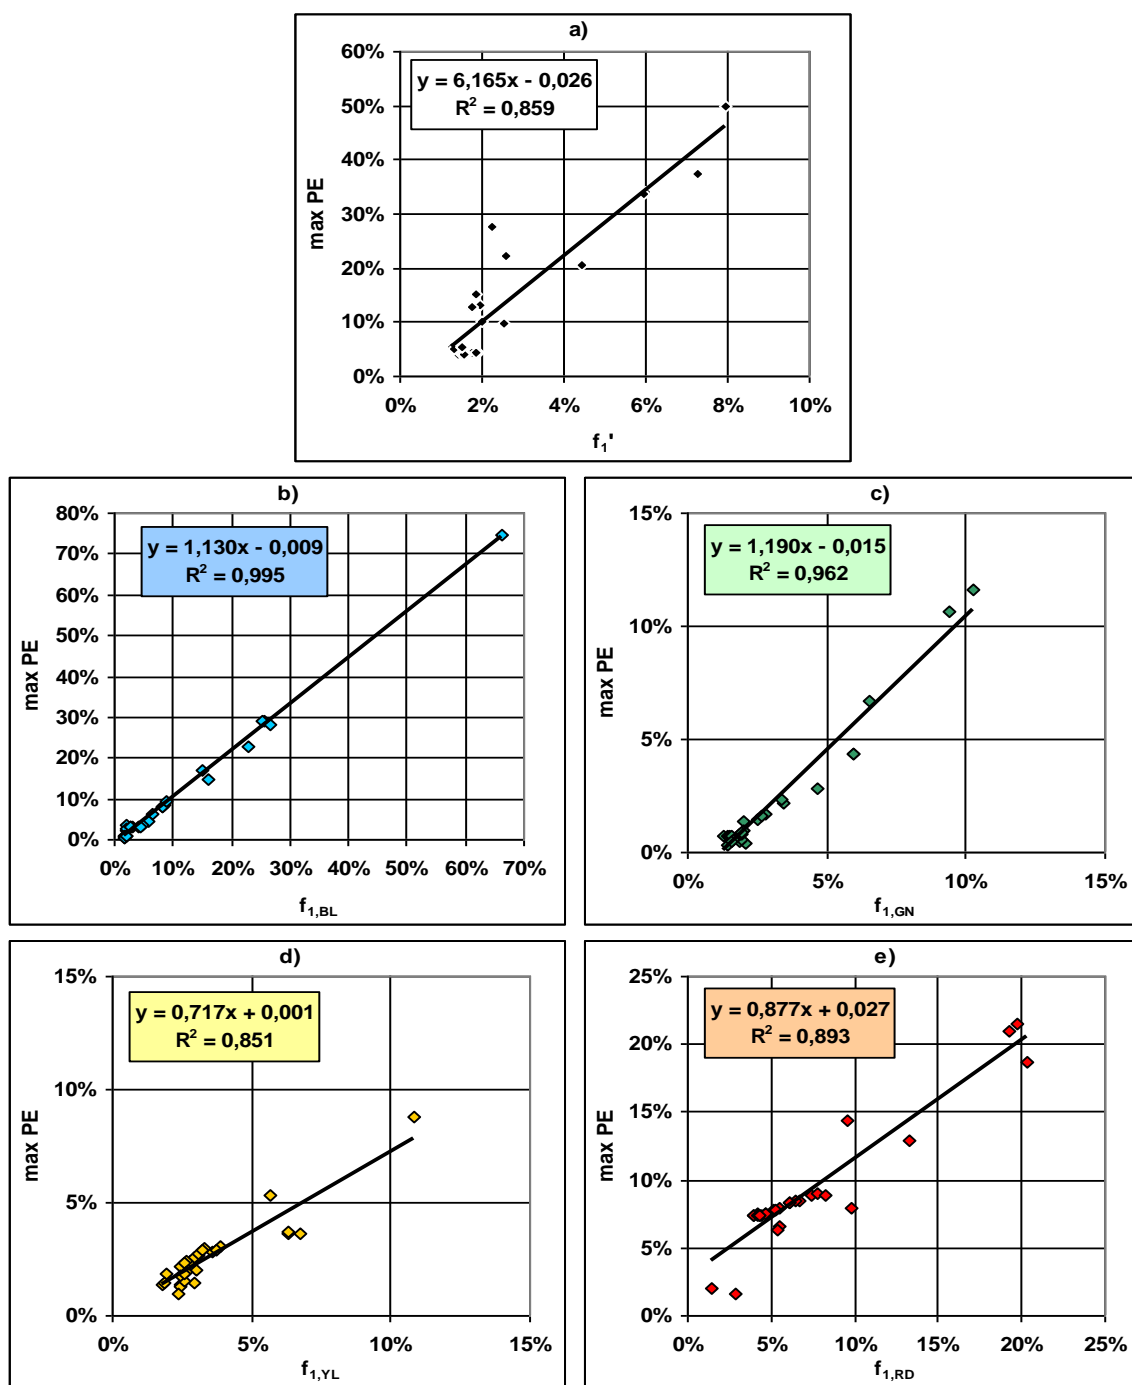 a)
60%
50%
40%
30%
20%
10%
0%
max PE
y = 6,165x - 0,026
R² = 0,859
0% 2% 4% 6% 8% 10%
f₁'
b)
80%
70%
60%
50%
40%
30%
20%
10%
0%
max PE
y = 1,130x - 0,009
R² = 0,995
0% 10% 20% 30% 40% 50% 60% 70%
f₁,BL
c)
15%
10%
5%
0%
max PE
y = 1,190x - 0,015
R² = 0,962
0% 5% 10% 15%
f₁,GN
d)
15%
10%
5%
0%
max PE
y = 0,717x + 0,001
R² = 0,851
0% 5% 10% 15%
f₁,YL
e)
25%
20%
15%
10%
5%
0%
max PE
y = 0,877x + 0,027
R² = 0,893
0% 5% 10% 15% 20% 25%
f₁,RD